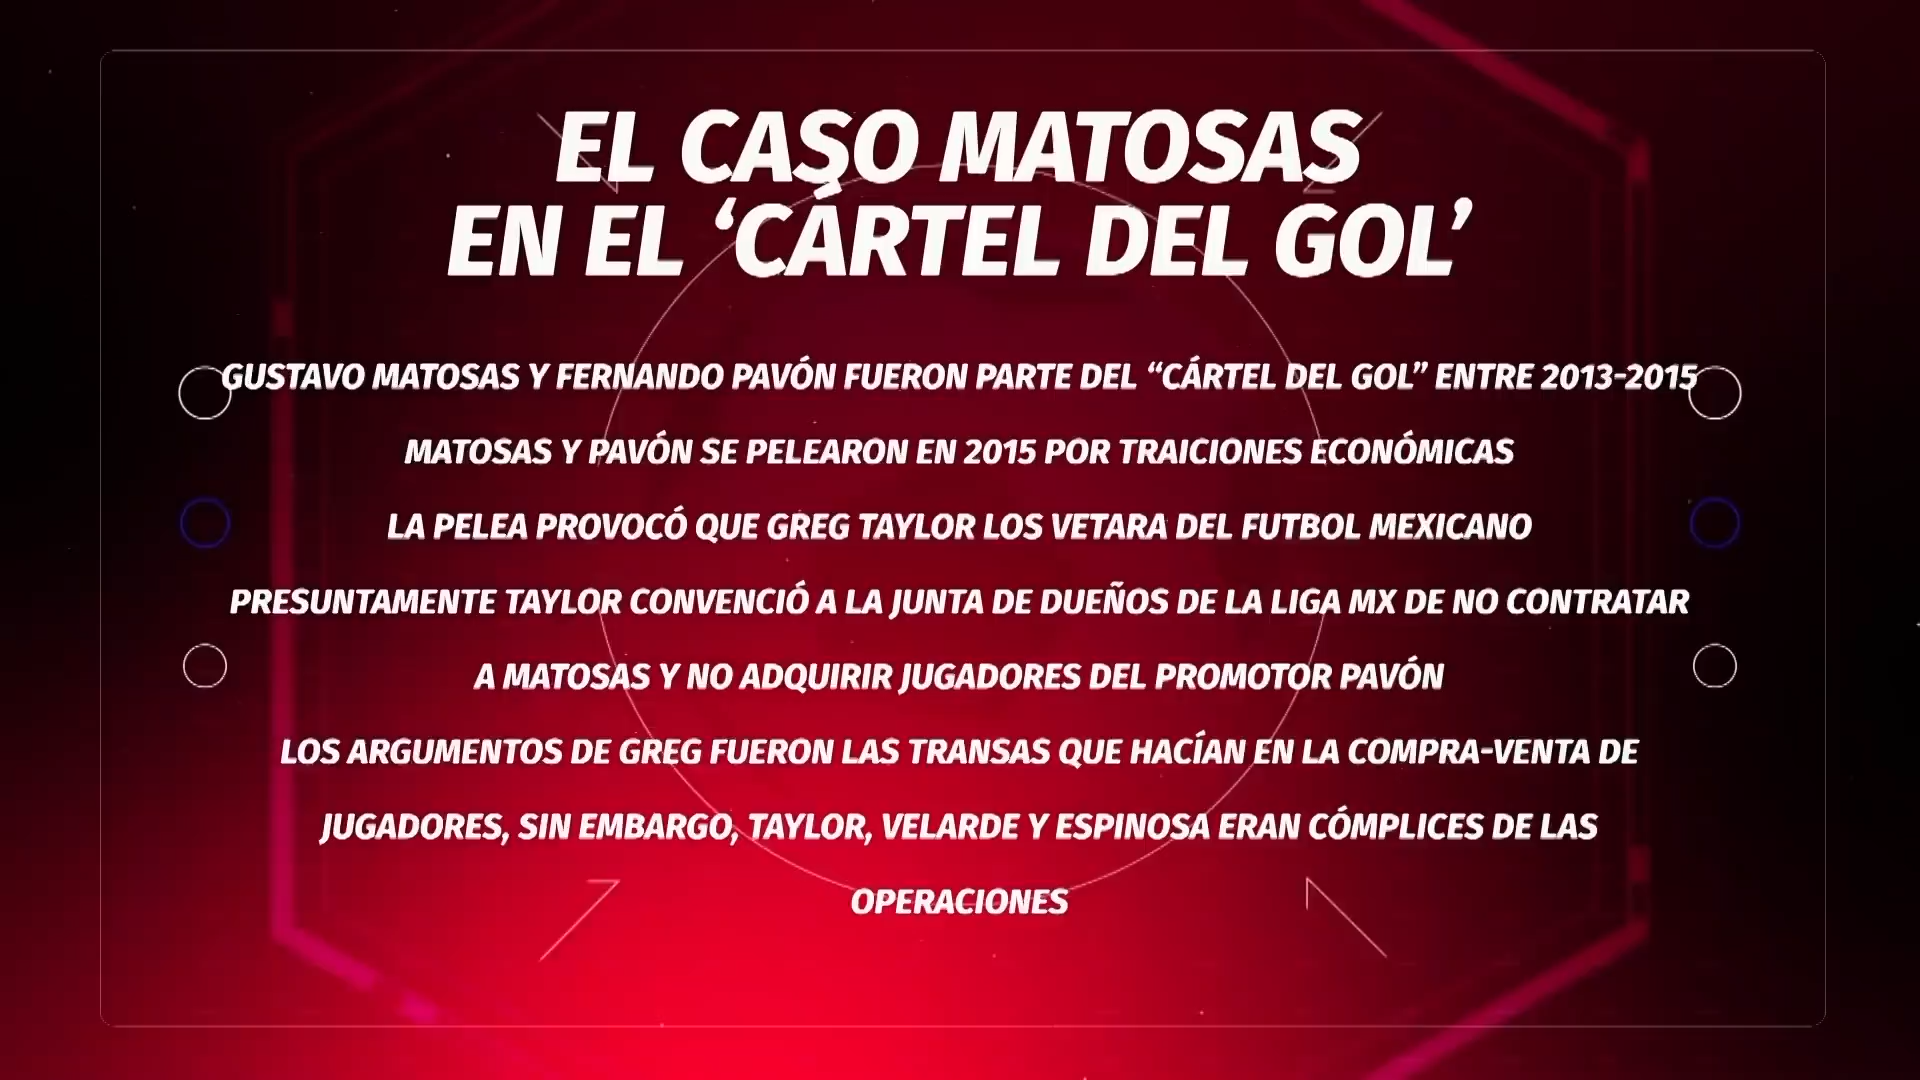 EL CASO MATOSAS
EN EL ‘CÁRTEL DEL GOL’
GUSTAVO MATOSAS Y FERNANDO PAVÓN FUERON PARTE DEL “CÁRTEL DEL GOL” ENTRE 2013-2015
MATOSAS Y PAVÓN SE PELEARON EN 2015 POR TRAICIONES ECONÓMICAS
LA PELEA PROVOCÓ QUE GREG TAYLOR LOS VETARA DEL FUTBOL MEXICANO
PRESUNTAMENTE TAYLOR CONVENCIÓ A LA JUNTA DE DUEÑOS DE LA LIGA MX DE NO CONTRATAR
A MATOSAS Y NO ADQUIRIR JUGADORES DEL PROMOTOR PAVÓN
LOS ARGUMENTOS DE GREG FUERON LAS TRANSAS QUE HACÍAN EN LA COMPRA-VENTA DE
JUGADORES, SIN EMBARGO, TAYLOR, VELARDE Y ESPINOSA ERAN CÓMPLICES DE LAS
OPERACIONES